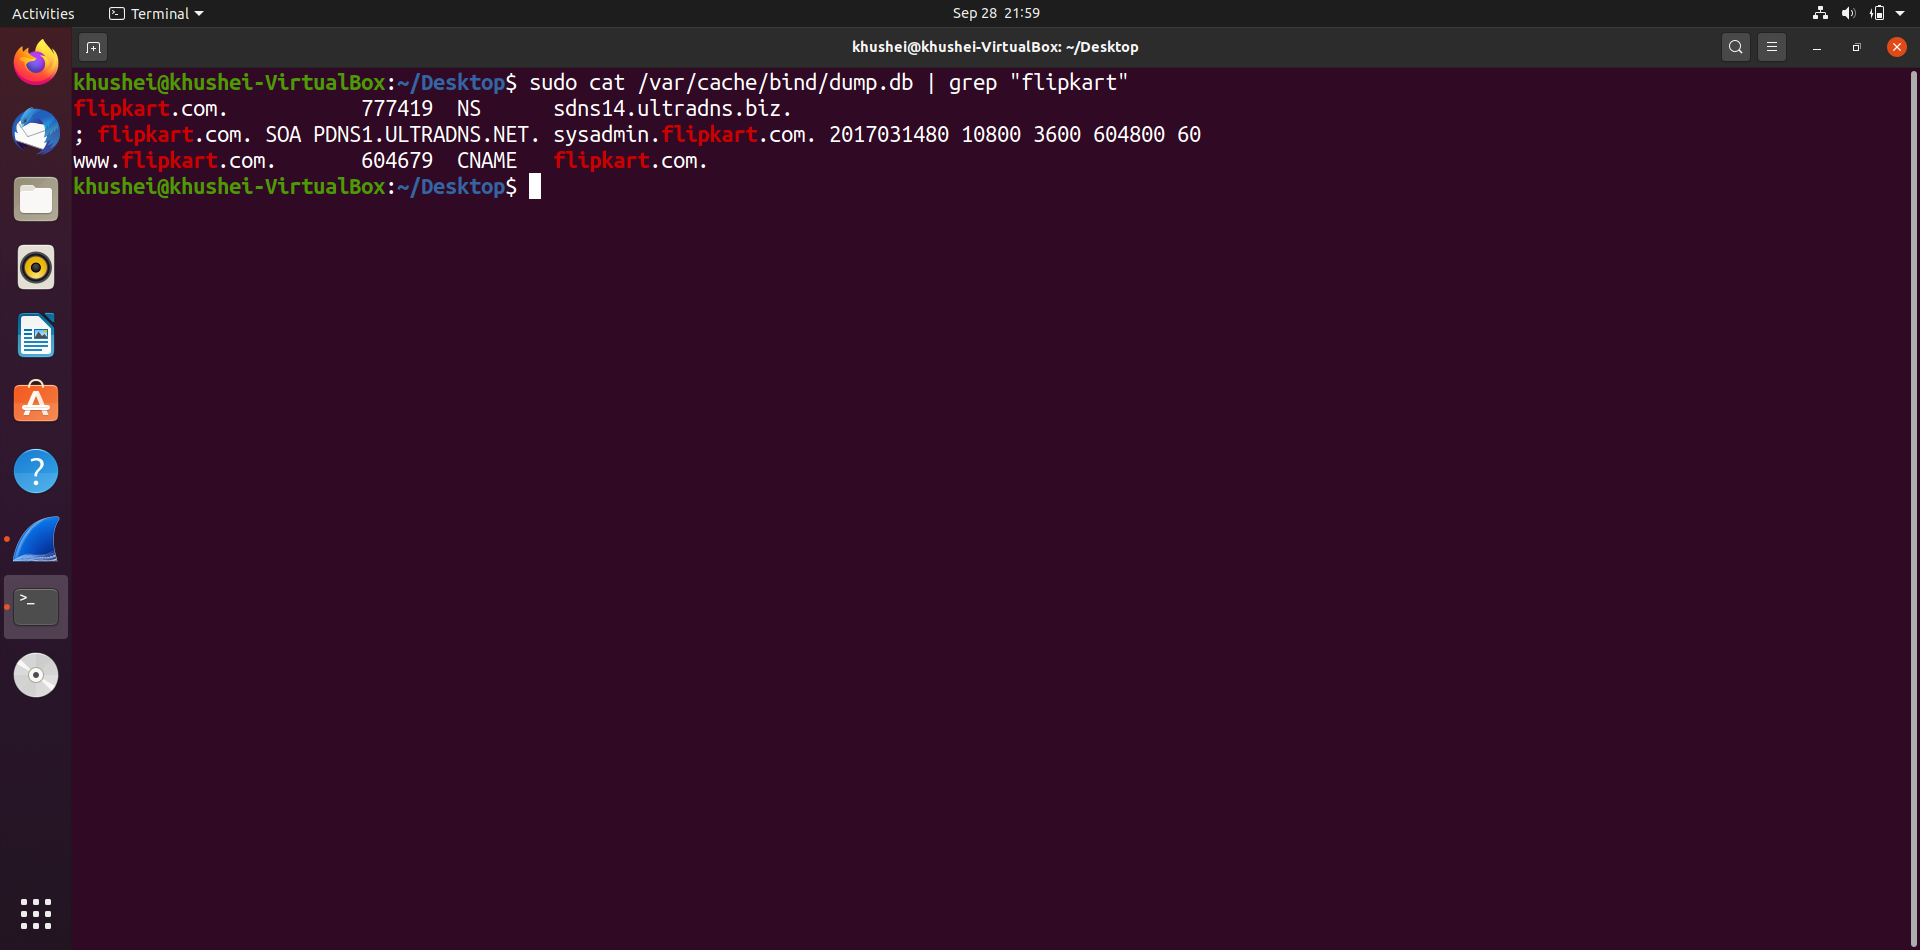 Activities Terminal Sep 28 21:59
khushei@khushei-VirtualBox: ~/Desktop
khushei@khushei-VirtualBox:~/Desktop$ sudo cat /var/cache/bind/dump.db | grep "flipkart"
flipkart.com. 777419 NS sdns14.ultradns.biz.
; flipkart.com. SOA PDNS1.ULTRADNS.NET. sysadmin.flipkart.com. 2017031480 10800 3600 604800 60
www.flipkart.com. 604679 CNAME flipkart.com.
khushei@khushei-VirtualBox:~/Desktop$